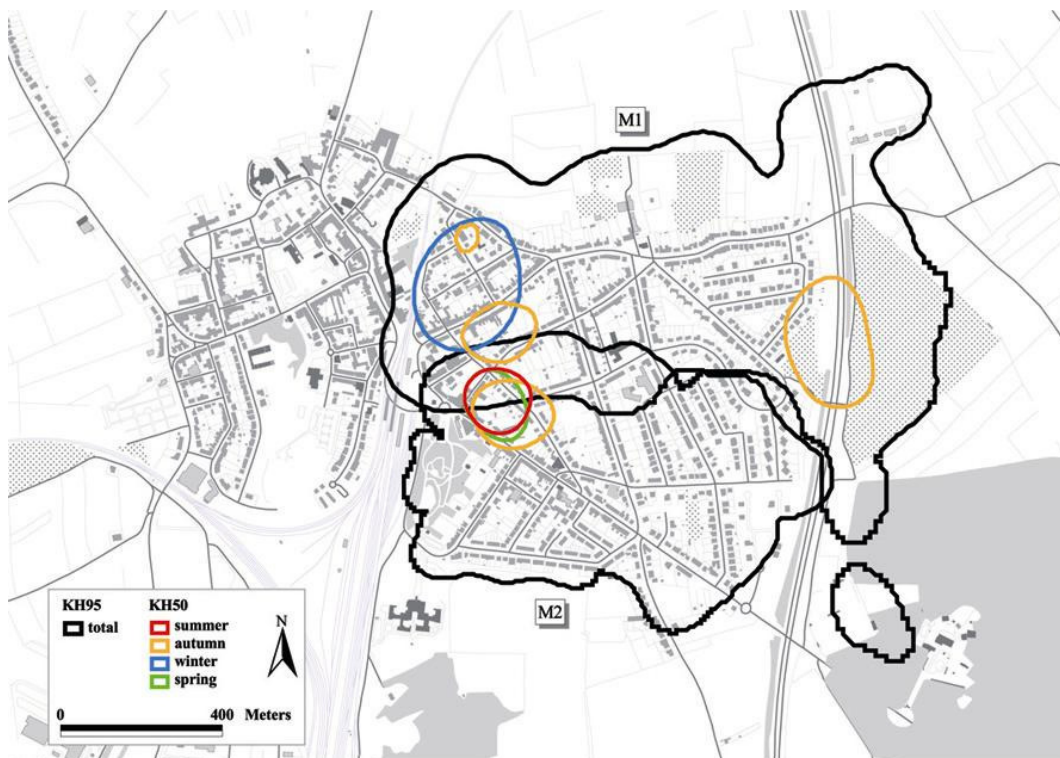 M1
M2
KH95
total
KH50
summer
autumn
winter
spring
N
0 400 Meters